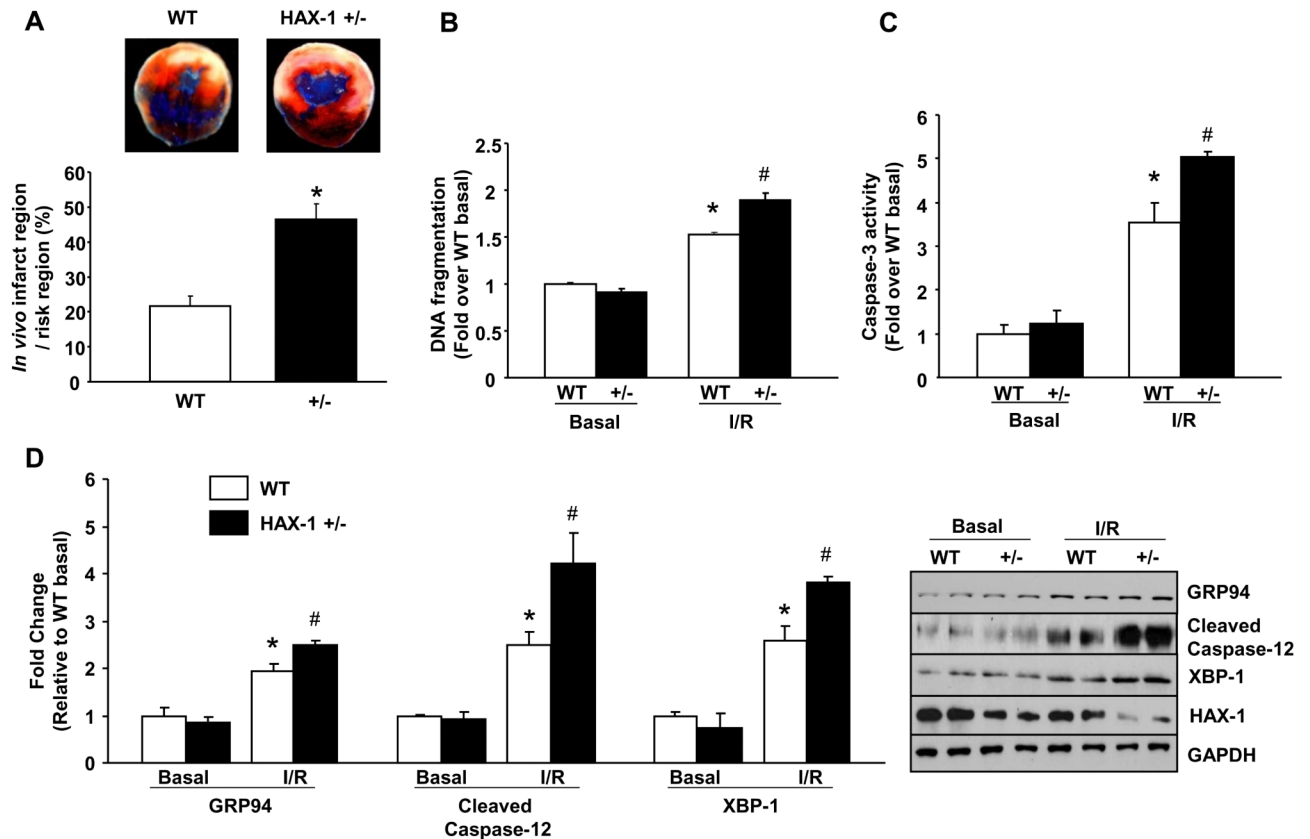 A
WT
HAX-1 +/-
In vivo infarct region
/ risk region (%)
60
50
40
30
20
10
0
*
WT
+/-
B
DNA fragmentation
(Fold over WT basal)
2.5
2
1.5
1
0.5
0
*
#
WT +/-
WT +/-
Basal
I/R
C
Caspase-3 activity
(Fold over WT basal)
6
5
4
3
2
1
0
*
#
WT +/-
WT +/-
Basal
I/R
D
Fold Change
(Relative to WT basal)
6
5
4
3
2
1
0
WT
HAX-1 +/-
*
#
*
#
*
#
Basal
I/R
Basal
I/R
Basal
I/R
GRP94
Cleaved
Caspase-12
XBP-1
Basal
I/R
WT
+/-
WT
+/-
GRP94
Cleaved
Caspase-12
XBP-1
HAX-1
GAPDH